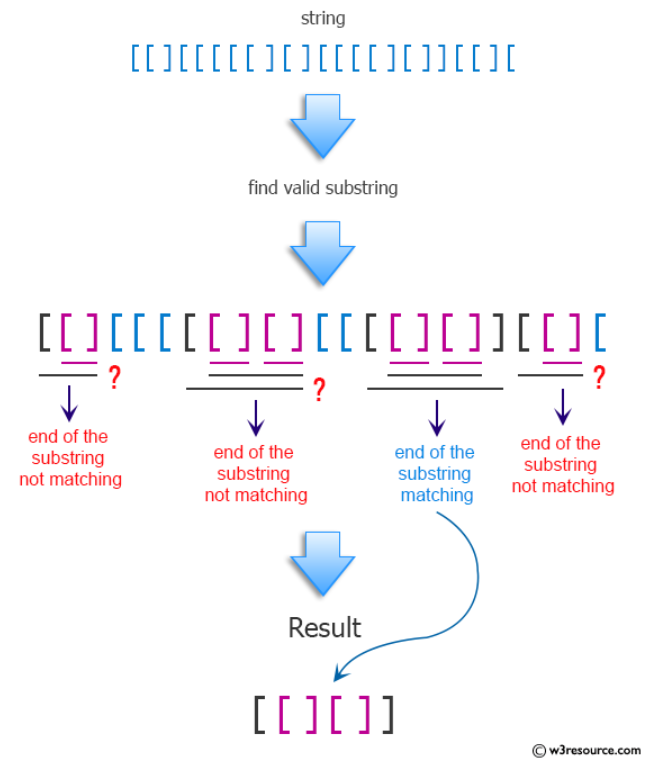 string
[[][[[[[][][[[[][]][[][
find valid substring
[[][[[[[][][[[[][]][[][
? ? ?
end of the
substring
not matching
end of the
substring
not matching
end of the
substring
matching
end of the
substring
not matching
Result
[[][]]
© w3resource.com